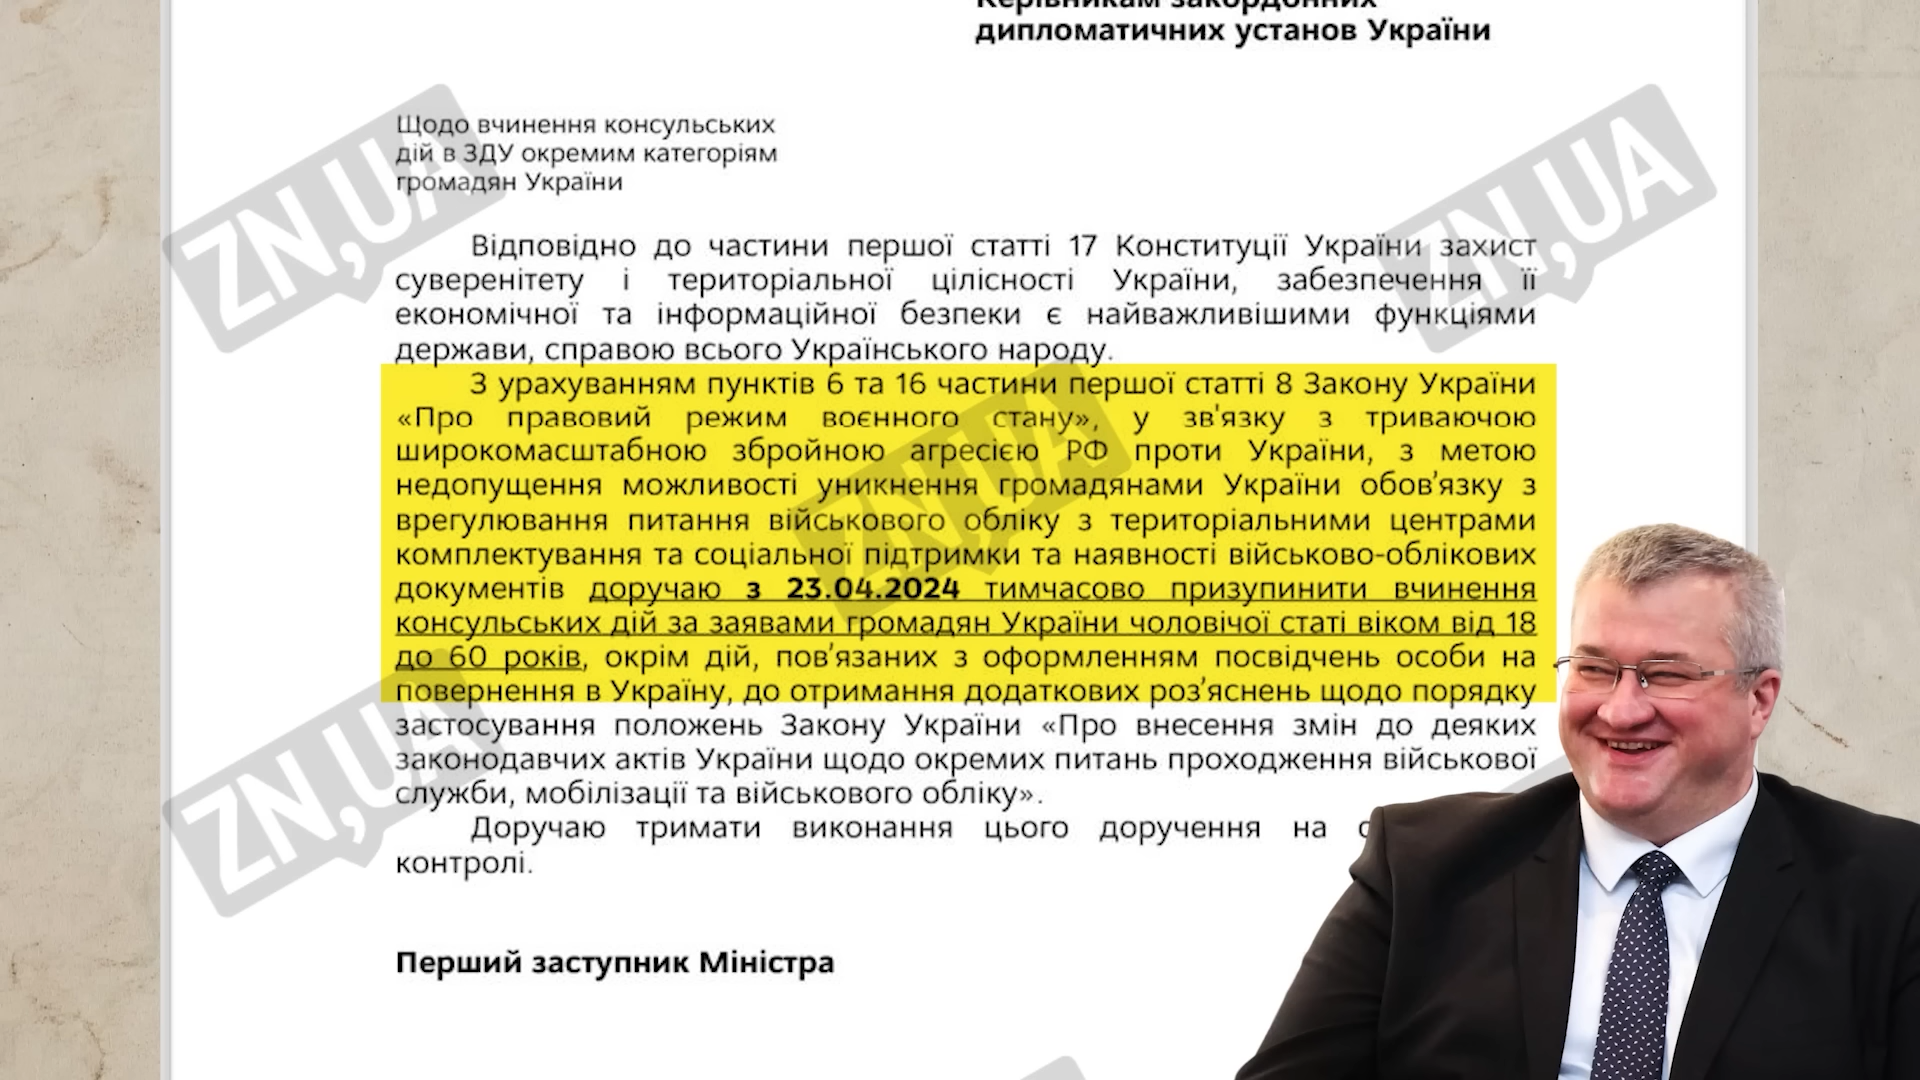 Керівникам закордонних
дипломатичних установ України
Щодо вчинення консульських
дій в ЗДУ окремим категоріям
громадян України
Відповідно до частини першої статті 17 Конституції України захист
суверенітету і територіальної цілісності України, забезпечення її
економічної та інформаційної безпеки є найважливішими функціями
держави, справою всього Українського народу.
З урахуванням пунктів 6 та 16 частини першої статті 8 Закону України
«Про правовий режим воєнного стану», у зв'язку з триваючою
широкомасштабною збройною агресією РФ проти України, з метою
недопущення можливості уникнення громадянами України обов’язку з
врегулювання питання військового обліку з територіальними центрами
комплектування та соціальної підтримки та наявності військово-облікових
документів доручаю з 23.04.2024 тимчасово призупинити вчинення
консульських дій за заявами громадян України чоловічої статі віком від 18
до 60 років, окрім дій, пов’язаних з оформленням посвідчень особи на
повернення в Україну, до отримання додаткових роз’яснень щодо порядку
застосування положень Закону України «Про внесення змін до деяких
законодавчих актів України щодо окремих питань проходження військової
служби, мобілізації та військового обліку».
Доручаю тримати виконання цього доручення на
контролі.
Перший заступник Міністра
ZN,UA
ZN,UA
ZN,UA
ZN,UA